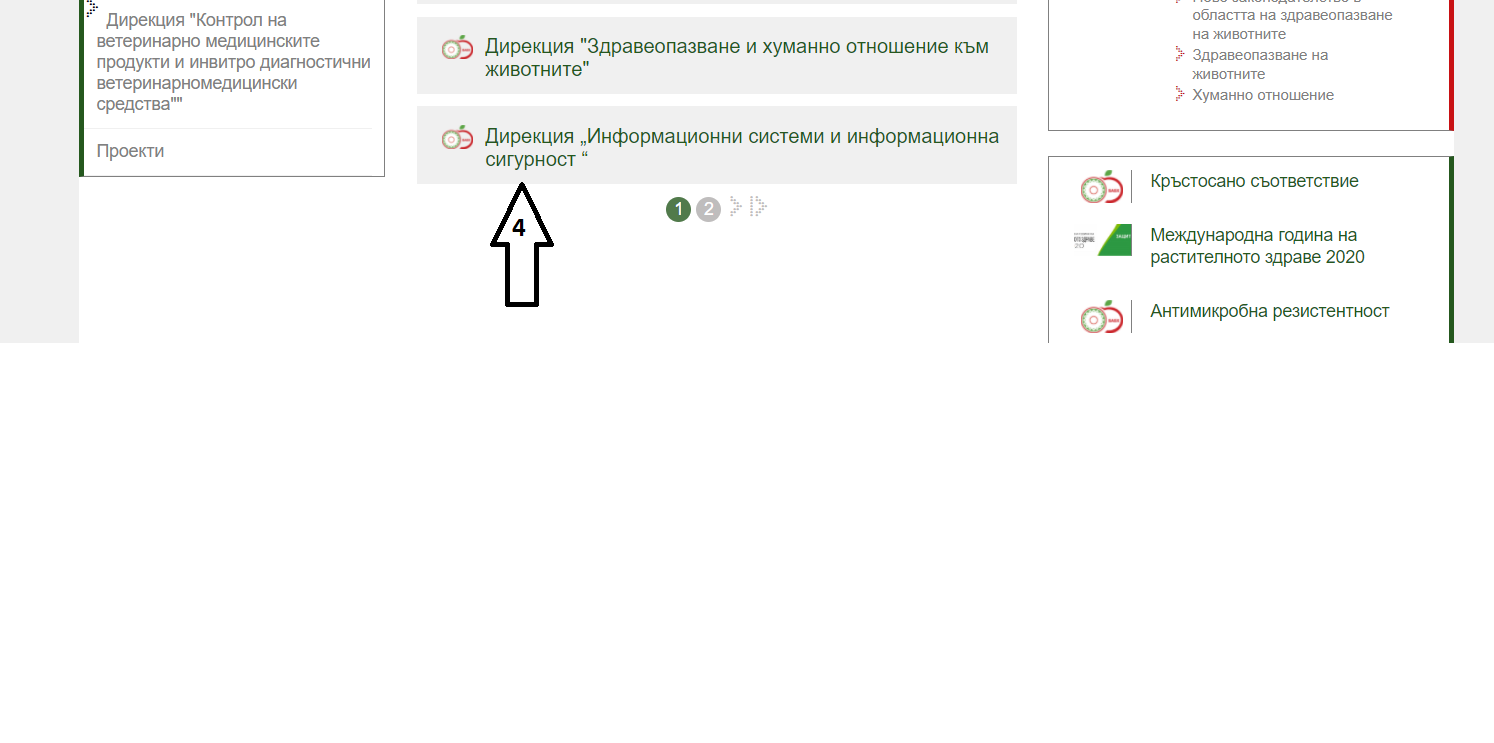 Дирекция "Контрол на
ветеринарно медицинските
продукти и инвитро диагностични
ветеринарномедицински
средства""
Проекти
Дирекция "Здравеопазване и хуманно отношение към
животните"
Дирекция „Информационни системи и информационна
сигурност “
1 2
4
областта на здравеопазване
на животните
Здравеопазване на
животните
Хуманно отношение
Кръстосано съответствие
Международна година на
растителното здраве 2020
Антимикробна резистентност